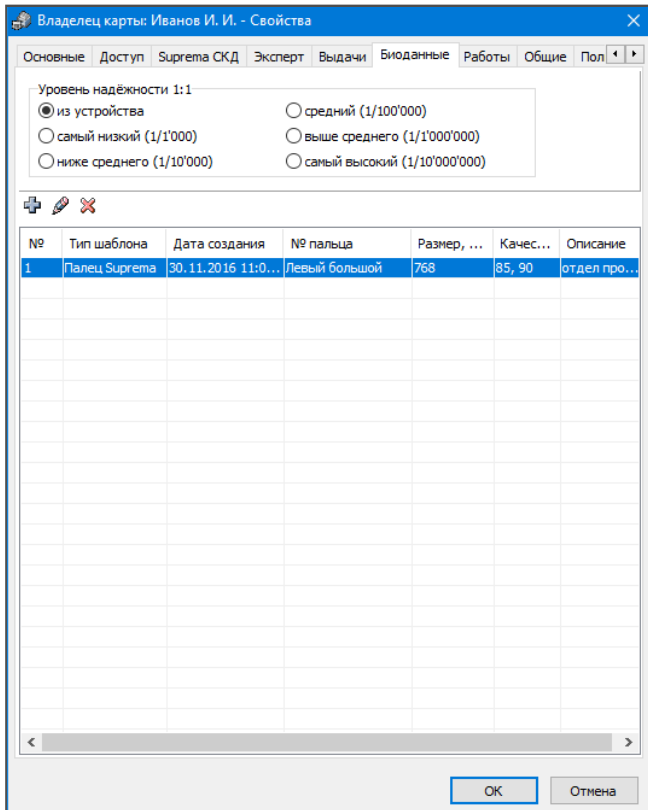 Владелец карты: Иванов И. И. - Свойства
Основные Доступ Suprema СКД Эксперт Выдачи Биоданные Работы Общие Пол
Уровень надёжности 1:1
из устройства средний (1/100'000)
самый низкий (1/1'000) выше среднего (1/1'000'000)
ниже среднего (1/10'000) самый высокий (1/10'000'000)
№ Тип шаблона Дата создания № пальца Размер, ... Качес... Описание
1 Палец Suprema 30.11.2016 11:0... Левый большой 768 85, 90 отдел про...
ОК Отмена